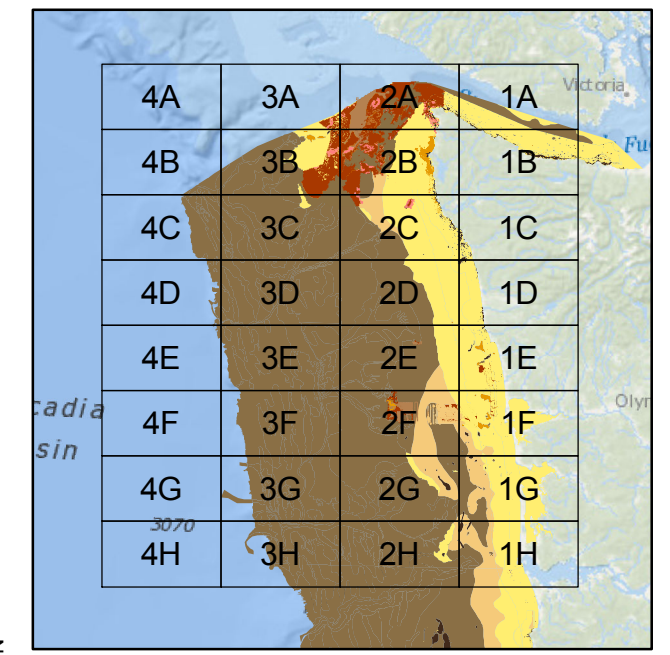 4A 3A 2A 1A Victoria
4B 3B 2B 1B Fu
4C 3C 2C 1C
4D 3D 2D 1D
4E 3E 2E 1E
cadia 4F 3F 2F 1F Olyn
sin
4G 3G 2G 1G
3070
4H 3H 2H 1H